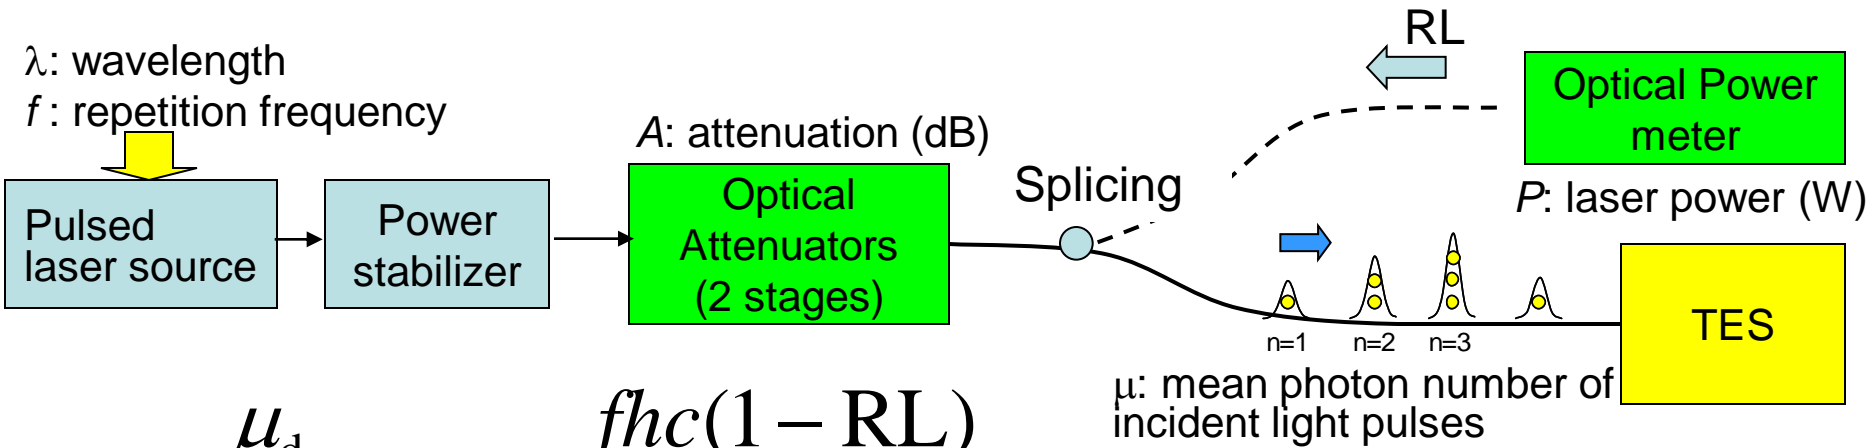 λ: wavelength
f : repetition frequency
Pulsed
laser source
Power
stabilizer
A: attenuation (dB)
Optical
Attenuators
(2 stages)
Splicing
RL
Optical Power
meter
P: laser power (W)
n=1 n=2 n=3
TES
μ: mean photon number of
incident light pulses
μd
fhc(1 − RL)